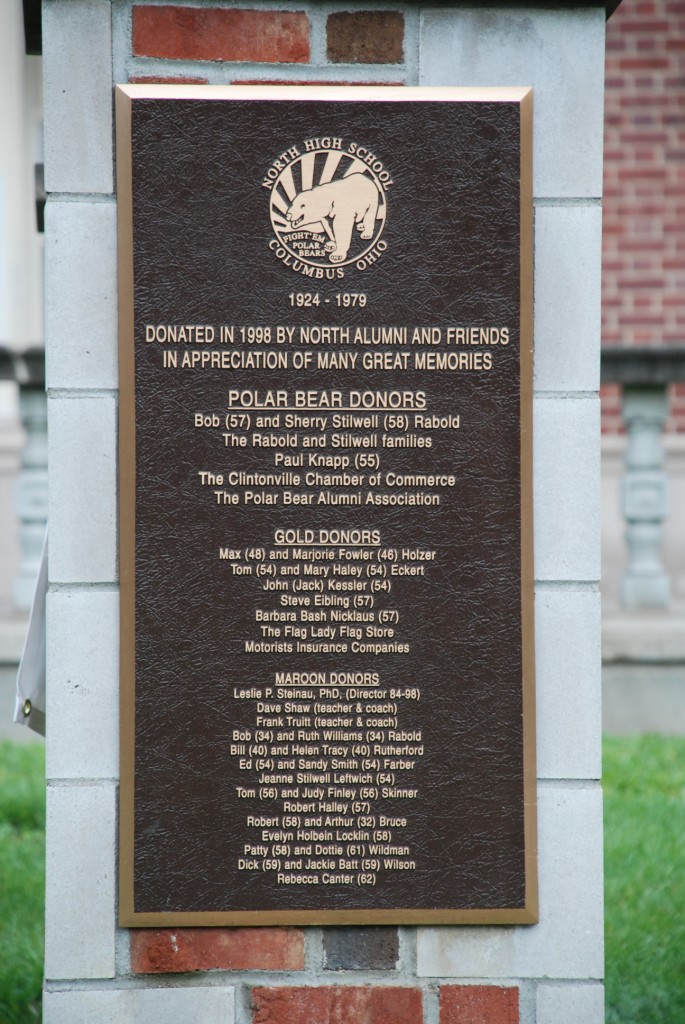 NORTH HIGH SCHOOL
FIGHT 'EM
POLAR
BEARS
COLUMBUS OHIO
1924 - 1979
DONATED IN 1998 BY NORTH ALUMNI AND FRIENDS
IN APPRECIATION OF MANY GREAT MEMORIES
POLAR BEAR DONORS
Bob (57) and Sherry Stilwell (58) Rabold
The Rabold and Stilwell families
Paul Knapp (55)
The Clintonville Chamber of Commerce
The Polar Bear Alumni Association
GOLD DONORS
Max (48) and Marjorie Fowler (46) Holzer
Tom (54) and Mary Haley (54) Eckert
John (Jack) Kessler (54)
Steve Eibling (57)
Barbara Bash Nicklaus (57)
The Flag Lady Flag Store
Motorists Insurance Companies
MAROON DONORS
Leslie P. Steinau, PhD, (Director 84-98)
Dave Shaw (teacher & coach)
Frank Truitt (teacher & coach)
Bob (34) and Ruth Williams (34) Rabold
Bill (40) and Helen Tracy (40) Rutherford
Ed (54) and Sandy Smith (54) Farber
Jeanne Stilwell Leftwich (54)
Tom (56) and Judy Finley (56) Skinner
Robert Halley (57)
Robert (58) and Arthur (32) Bruce
Evelyn Holbein Locklin (58)
Patty (58) and Dottie (61) Wildman
Dick (59) and Jackie Batt (59) Wilson
Rebecca Canter (62)